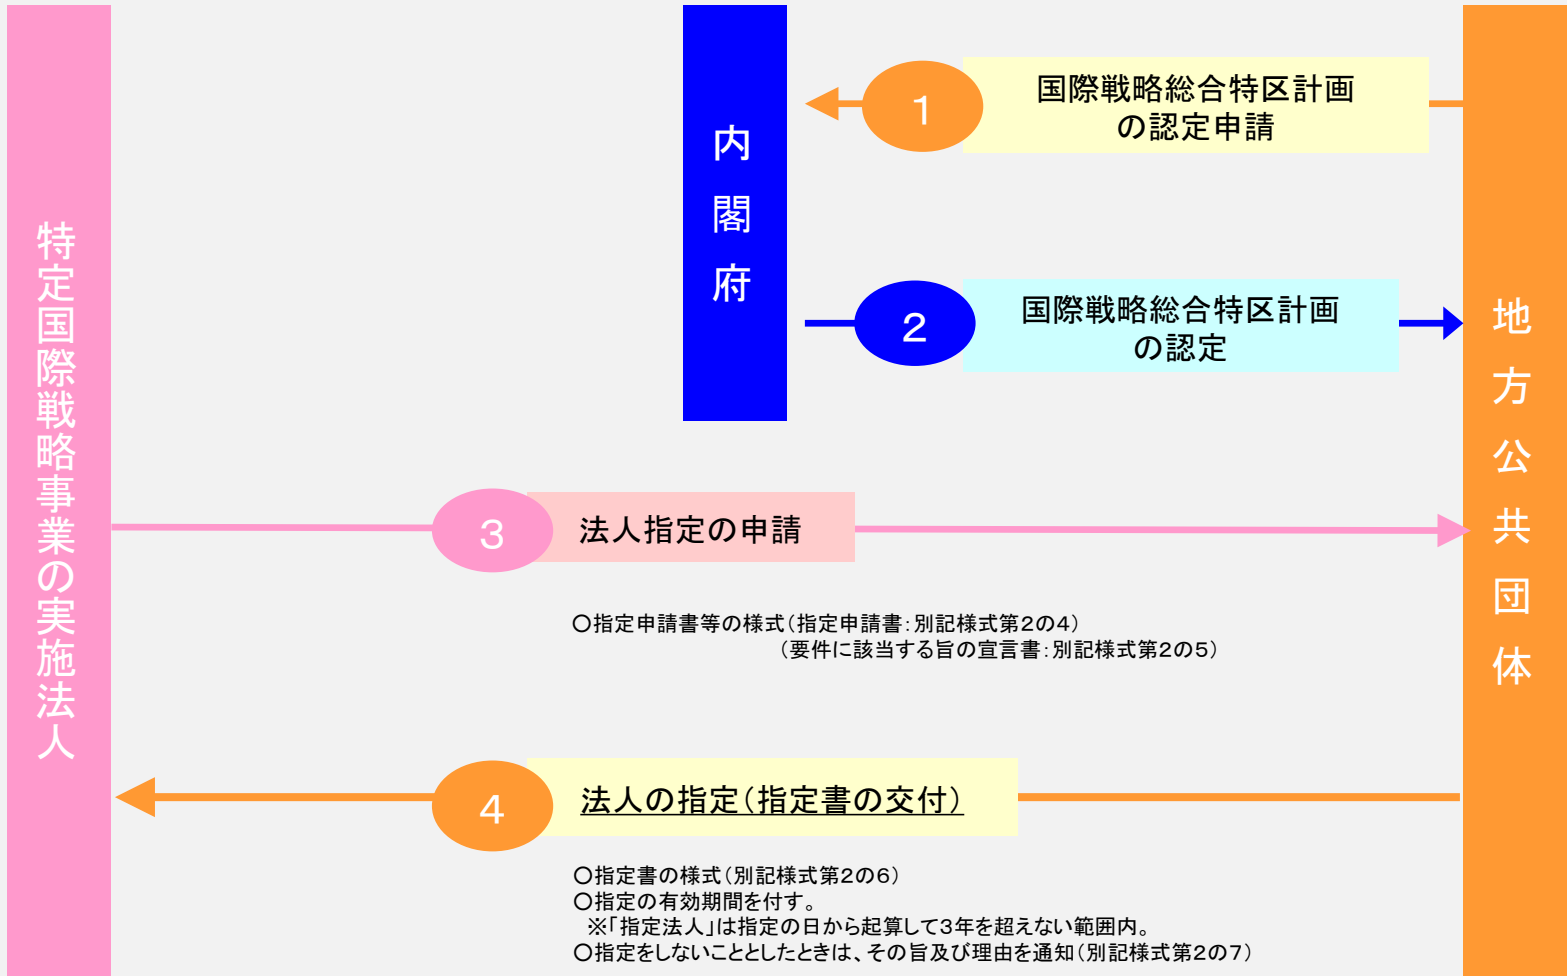 特定国際戦略事業の実施法人
内閣府
地方公共団体
1
国際戦略総合特区計画
の認定申請
2
国際戦略総合特区計画
の認定
3
法人指定の申請
〇指定申請書等の様式（指定申請書：別記様式第２の４）
（要件に該当する旨の宣言書：別記様式第２の５）
4
法人の指定（指定書の交付）
〇指定書の様式（別記様式第２の６）
〇指定の有効期間を付す。
※「指定法人」は指定の日から起算して３年を超えない範囲内。
〇指定をしないこととしたときは、その旨及び理由を通知（別記様式第２の７）